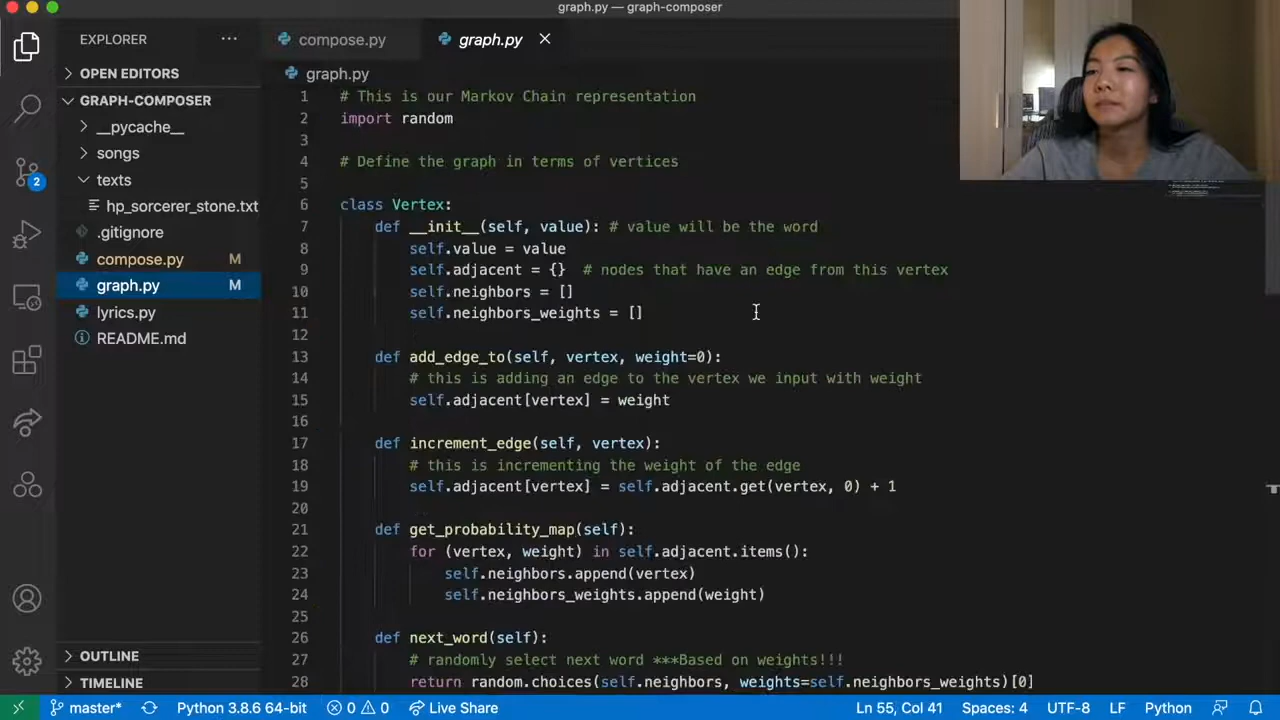 graph.py — graph-composer
EXPLORER
···
compose.py
graph.py
OPEN EDITORS
GRAPH-COMPOSER
__pycache__
songs
texts
hp_sorcerer_stone.txt
.gitignore
compose.py M
graph.py M
lyrics.py
README.md
OUTLINE
TIMELINE
2
graph.py
1 # This is our Markov Chain representation
2 import random
3
4 # Define the graph in terms of vertices
5
6 class Vertex:
7 def __init__(self, value): # value will be the word
8 self.value = value
9 self.adjacent = {} # nodes that have an edge from this vertex
10 self.neighbors = []
11 self.neighbors_weights = []
12
13 def add_edge_to(self, vertex, weight=0):
14 # this is adding an edge to the vertex we input with weight
15 self.adjacent[vertex] = weight
16
17 def increment_edge(self, vertex):
18 # this is incrementing the weight of the edge
19 self.adjacent[vertex] = self.adjacent.get(vertex, 0) + 1
20
21 def get_probability_map(self):
22 for (vertex, weight) in self.adjacent.items():
23 self.neighbors.append(vertex)
24 self.neighbors_weights.append(weight)
25
26 def next_word(self):
27 # randomly select next word ***Based on weights!!!
28 return random.choices(self.neighbors, weights=self.neighbors_weights)[0]
master* Python 3.8.6 64-bit 0 0 Live Share Ln 55, Col 41 Spaces: 4 UTF-8 LF Python